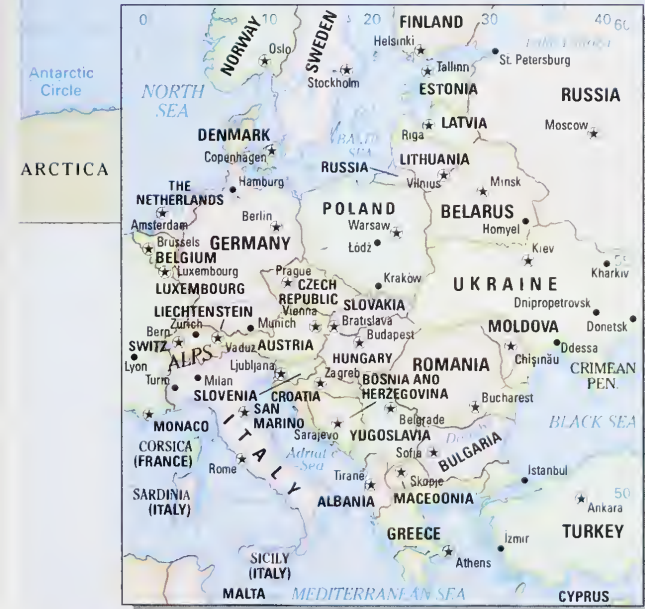 0
10
20
30
40
60
FINLAND
NORWAY
SWEDEN
Helsinki
Oslo
Stockholm
Tallinn
St. Petersburg
ESTONIA
RUSSIA
Antarctic
Circle
NORTH
SEA
LATVIA
Riga
Moscow
DENMARK
Copenhagen
SEA
RUSSIA
LITHUANIA
Vilnius
Minsk
ARCTICA
THE
NETHERLANDS
Hamburg
Amsterdam
Berlin
POLAND
Warsaw
Łódź
BELARUS
Homyel
Brussels
BELGIUM
GERMANY
Luxembourg
LUXEMBOURG
Prague
CZECH
REPUBLIC
Kraków
Kiev
55
Kharkiv
UKRAINE
SLOVAKIA
Dnipropetrovsk
LIECHTENSTEIN
Zürich
Munich
Vienna
Bratislava
Donetsk
Bern
SWITZ
ALPS
Vaduz
AUSTRIA
Budapest
HUNGARY
MOLDOVA
Chişinău
Odessa
Lyon
Turin
Milan
Ljubljana
Zagreb
ROMANIA
CRIMEAN
PEN.
SLOVENIA
CROATIA
BOSNIA AND
HERZEGOVINA
Bucharest
MONACO
SAN
MARINO
Belgrade
BLACK SEA
CORSICA
(FRANCE)
ITALY
Sarajevo
YUGOSLAVIA
Sofia
BULGARIA
Rome
Sea
Tiranë
Skopje
Istanbul
50
SARDINIA
(ITALY)
ALBANIA
MACEDONIA
Ankara
TURKEY
GREECE
Athens
İzmir
SICILY
(ITALY)
MALTA
MEDITERRANEAN SEA
CYPRUS